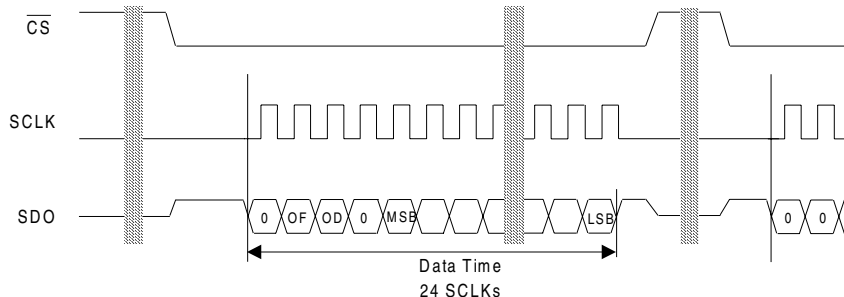 CS
SCLK
SDO
0 OF OD 0 MSB LSB 0 0
Data Time
24 SCLKs